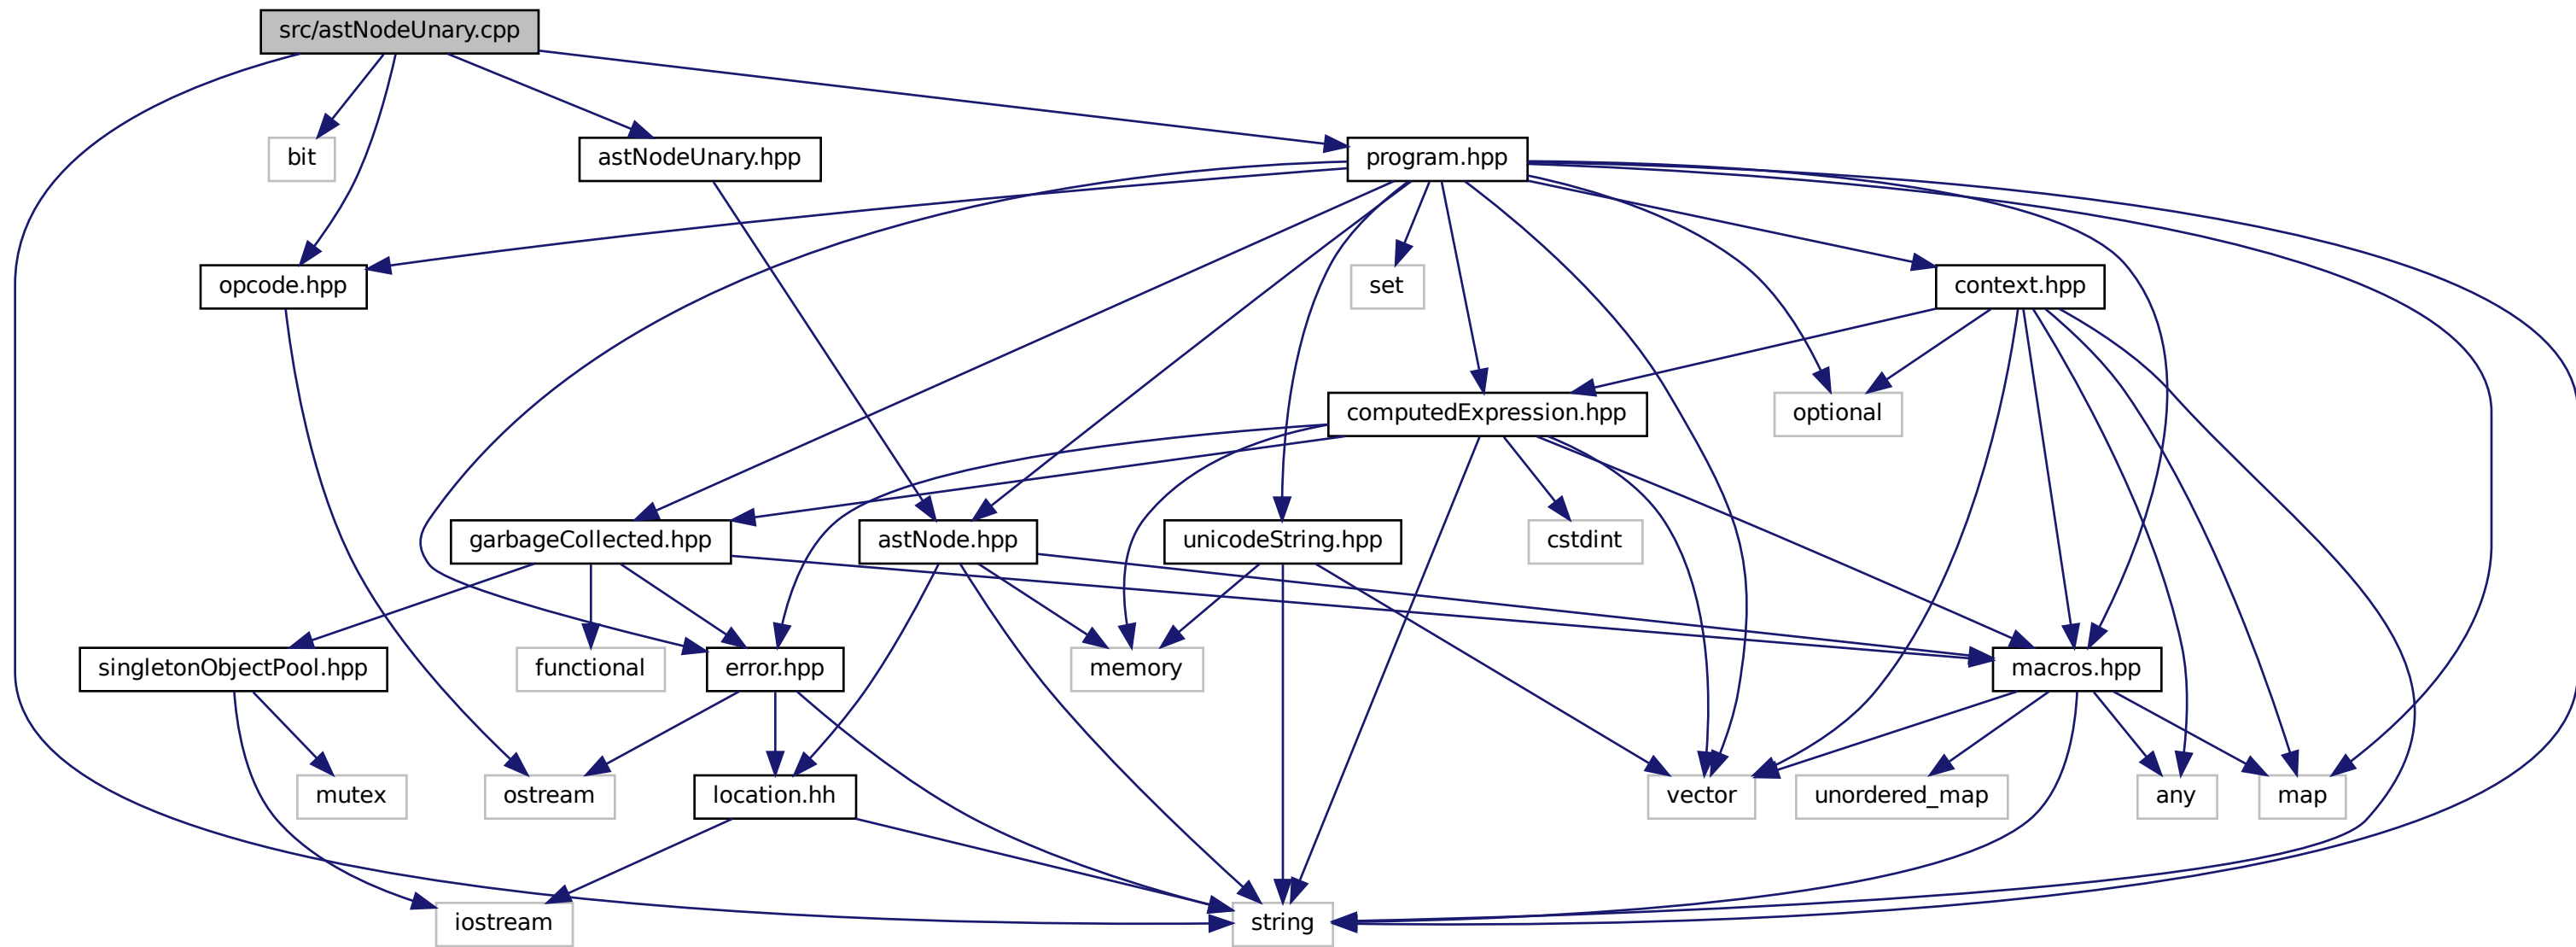 src/astNodeUnary.cpp
bit
astNodeUnary.hpp
program.hpp
opcode.hpp
set
context.hpp
computedExpression.hpp
optional
garbageCollected.hpp
astNode.hpp
unicodeString.hpp
cstdint
singletonObjectPool.hpp
functional
error.hpp
memory
macros.hpp
mutex
ostream
location.hh
vector
unordered_map
any
map
iostream
string